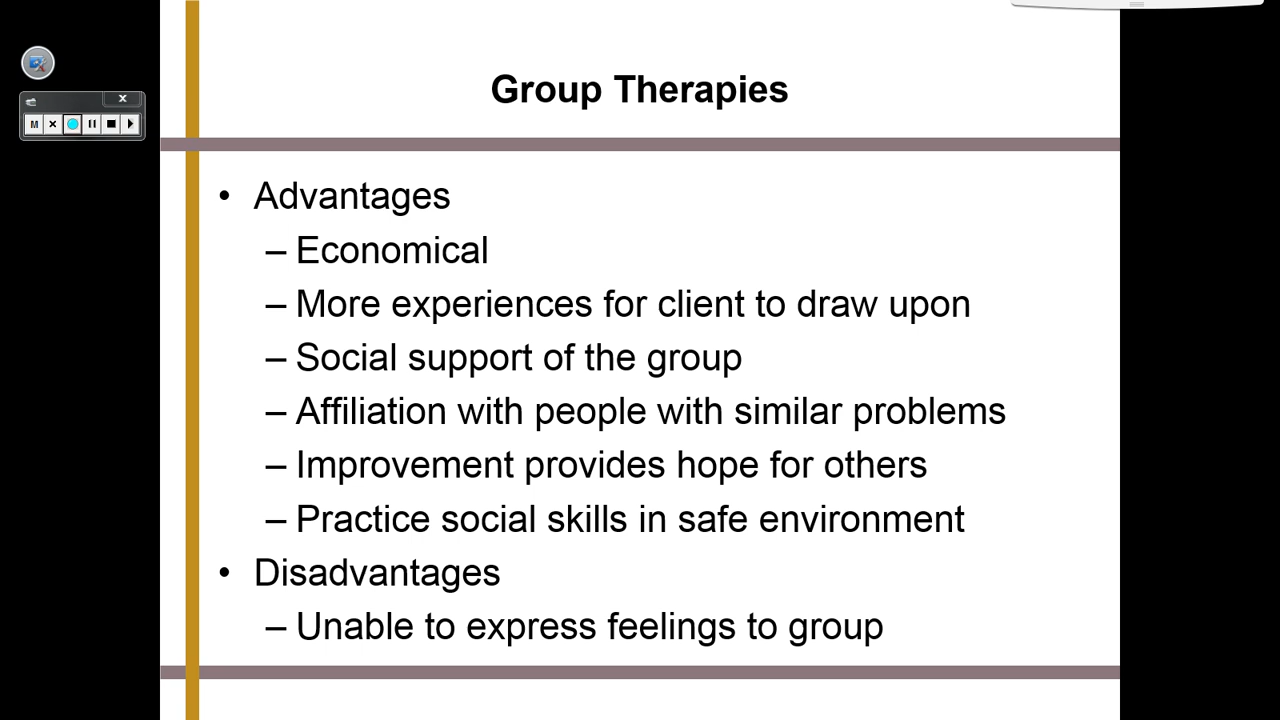 Group Therapies
• Advantages
– Economical
– More experiences for client to draw upon
– Social support of the group
– Affiliation with people with similar problems
– Improvement provides hope for others
– Practice social skills in safe environment
• Disadvantages
– Unable to express feelings to group
M